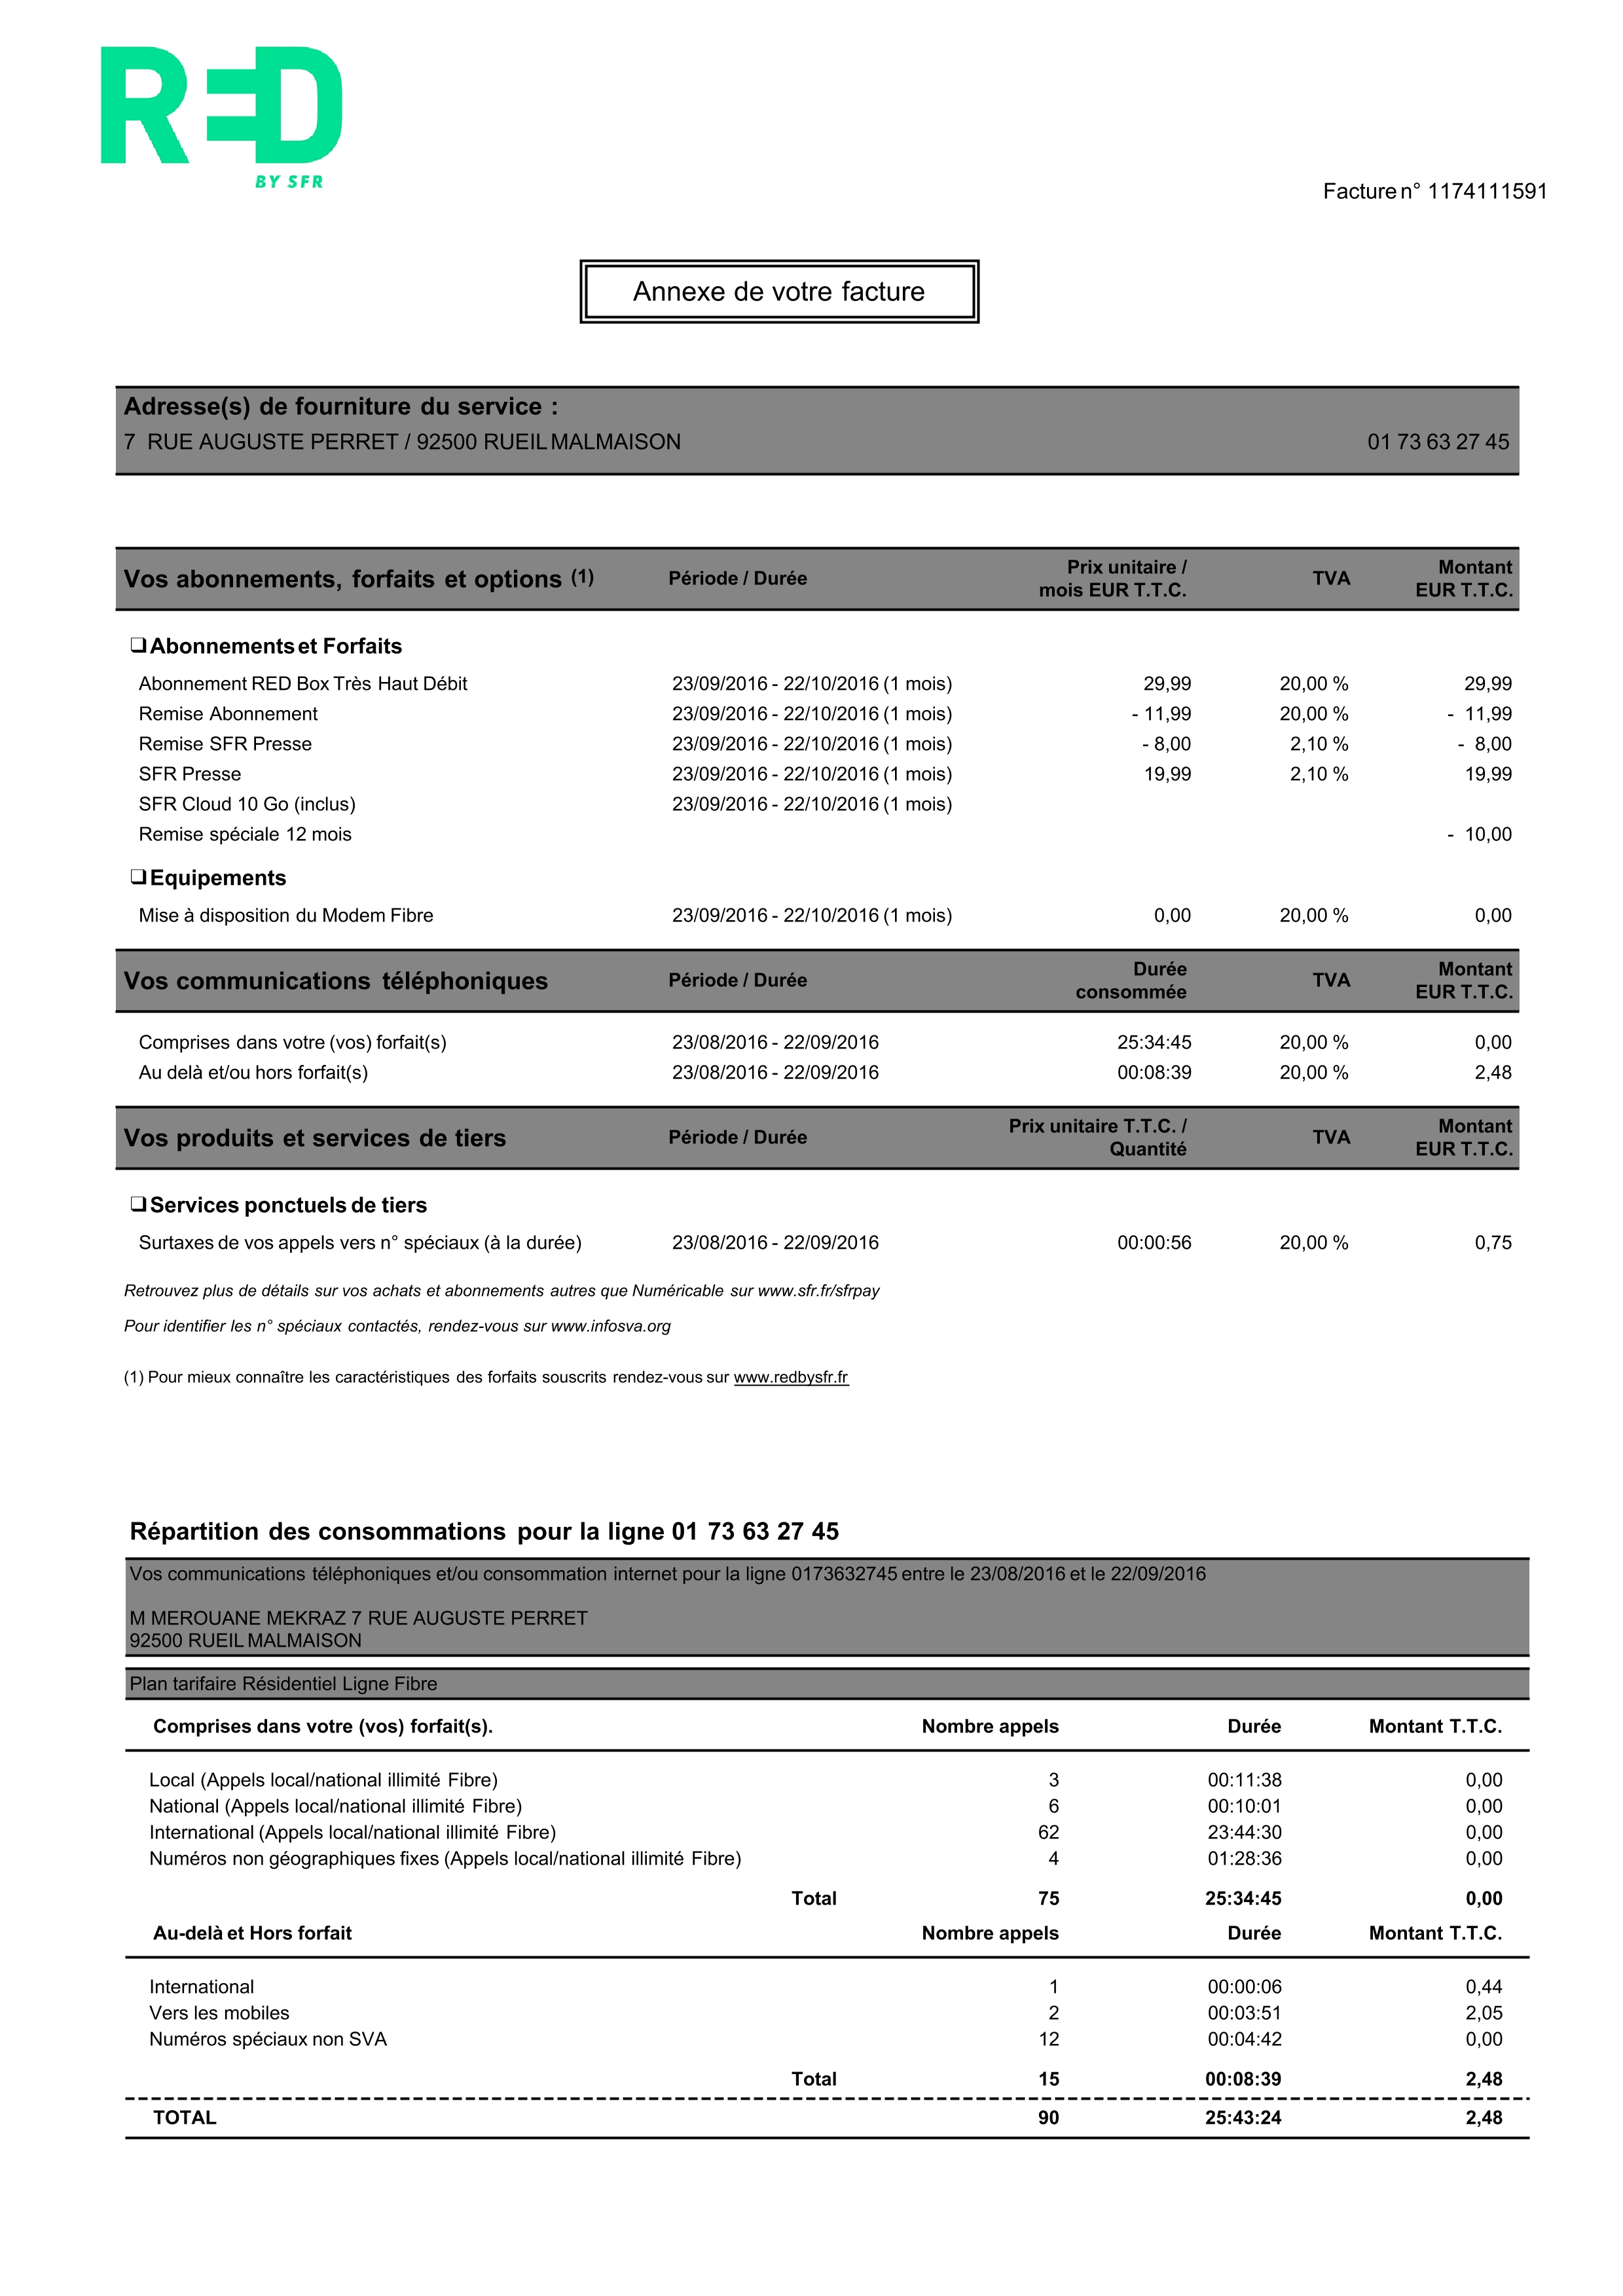 RED
BY SFR
Facture n° 1174111591
Annexe de votre facture
Adresse(s) de fourniture du service :
7 RUE AUGUSTE PERRET / 92500 RUEIL MALMAISON 01 73 63 27 45
Vos abonnements, forfaits et options (1) Période / Durée Prix unitaire / mois EUR T.T.C. TVA Montant EUR T.T.C.
❑ Abonnements et Forfaits
Abonnement RED Box Très Haut Débit 23/09/2016 - 22/10/2016 (1 mois) 29,99 20,00 % 29,99
Remise Abonnement 23/09/2016 - 22/10/2016 (1 mois) - 11,99 20,00 % - 11,99
Remise SFR Presse 23/09/2016 - 22/10/2016 (1 mois) - 8,00 2,10 % - 8,00
SFR Presse 23/09/2016 - 22/10/2016 (1 mois) 19,99 2,10 % 19,99
SFR Cloud 10 Go (inclus) 23/09/2016 - 22/10/2016 (1 mois)
Remise spéciale 12 mois - 10,00
❑ Equipements
Mise à disposition du Modem Fibre 23/09/2016 - 22/10/2016 (1 mois) 0,00 20,00 % 0,00
Vos communications téléphoniques Période / Durée Durée consommée TVA Montant EUR T.T.C.
Comprises dans votre (vos) forfait(s) 23/08/2016 - 22/09/2016 25:34:45 20,00 % 0,00
Au delà et/ou hors forfait(s) 23/08/2016 - 22/09/2016 00:08:39 20,00 % 2,48
Vos produits et services de tiers Période / Durée Prix unitaire T.T.C. / Quantité TVA Montant EUR T.T.C.
❑ Services ponctuels de tiers
Surtaxes de vos appels vers n° spéciaux (à la durée) 23/08/2016 - 22/09/2016 00:00:56 20,00 % 0,75
Retrouvez plus de détails sur vos achats et abonnements autres que Numéricable sur www.sfr.fr/sfrpay
Pour identifier les n° spéciaux contactés, rendez-vous sur www.infosva.org
(1) Pour mieux connaître les caractéristiques des forfaits souscrits rendez-vous sur www.redbysfr.fr
Répartition des consommations pour la ligne 01 73 63 27 45
Vos communications téléphoniques et/ou consommation internet pour la ligne 0173632745 entre le 23/08/2016 et le 22/09/2016
M MEROUANE MEKRAZ 7 RUE AUGUSTE PERRET
92500 RUEIL MALMAISON
Plan tarifaire Résidentiel Ligne Fibre
Comprises dans votre (vos) forfait(s). Nombre appels Durée Montant T.T.C.
Local (Appels local/national illimité Fibre) 3 00:11:38 0,00
National (Appels local/national illimité Fibre) 6 00:10:01 0,00
International (Appels local/national illimité Fibre) 62 23:44:30 0,00
Numéros non géographiques fixes (Appels local/national illimité Fibre) 4 01:28:36 0,00
Total 75 25:34:45 0,00
Au-delà et Hors forfait Nombre appels Durée Montant T.T.C.
International 1 00:00:06 0,44
Vers les mobiles 2 00:03:51 2,05
Numéros spéciaux non SVA 12 00:04:42 0,00
Total 15 00:08:39 2,48
TOTAL 90 25:43:24 2,48